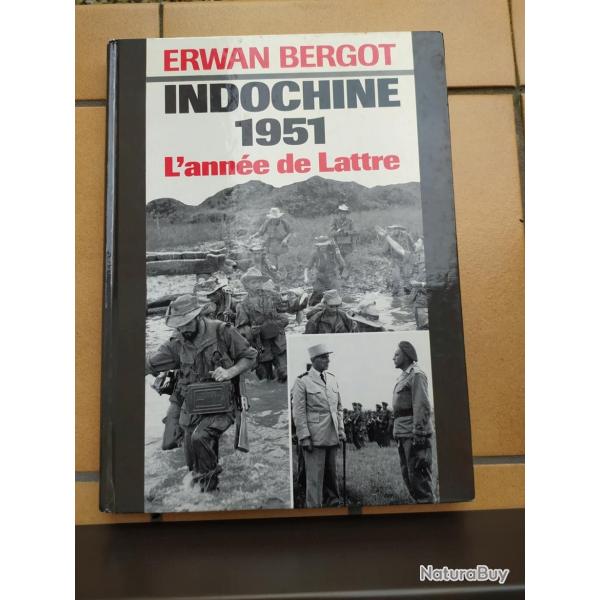 ERWAN BERGOT
INDOCHINE
1951
L'année de Lattre
NaturaBuy